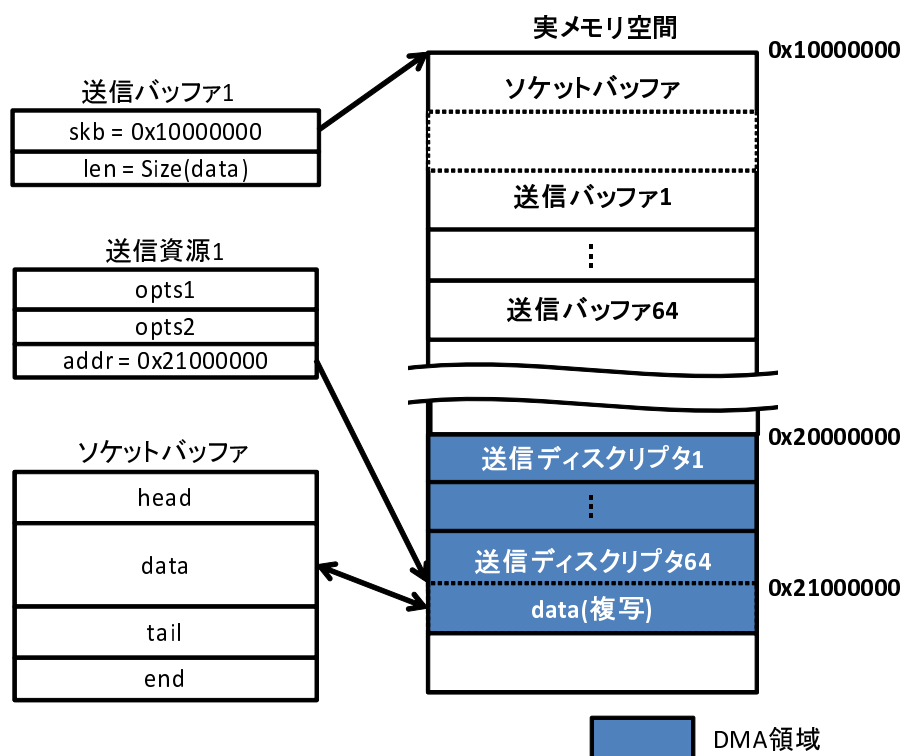 実メモリ空間
0x10000000
ソケットバッファ
送信バッファ1
⋮
送信バッファ64
0x20000000
送信ディスクリプタ1
⋮
送信ディスクリプタ64
0x21000000
data(複写)
送信バッファ1
skb = 0x10000000
len = Size(data)
送信資源1
opts1
opts2
addr = 0x21000000
ソケットバッファ
head
data
tail
end
DMA領域